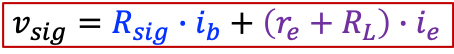 v_sig = R_sig · i_b + (r_e + R_L) · i_e